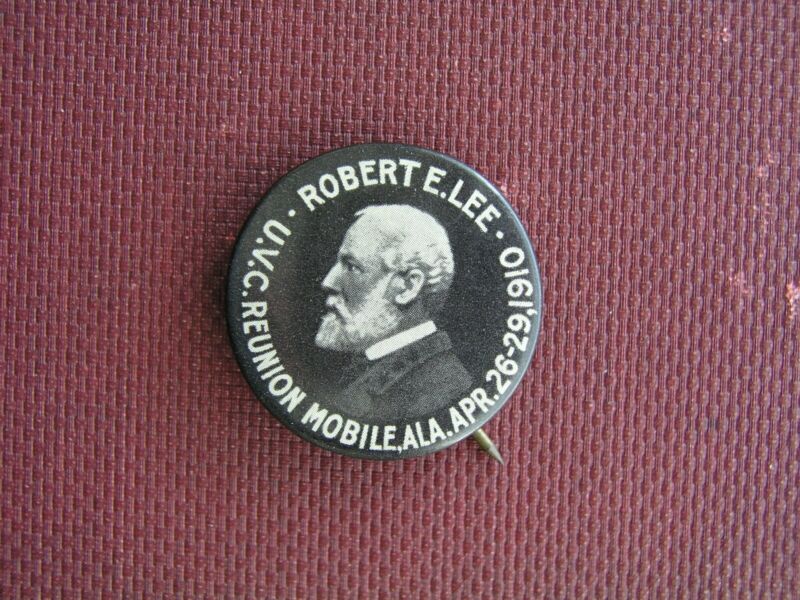 ROBERT E. LEE
U.V.C. REUNION MOBILE, ALA. APR. 26-29, 1910